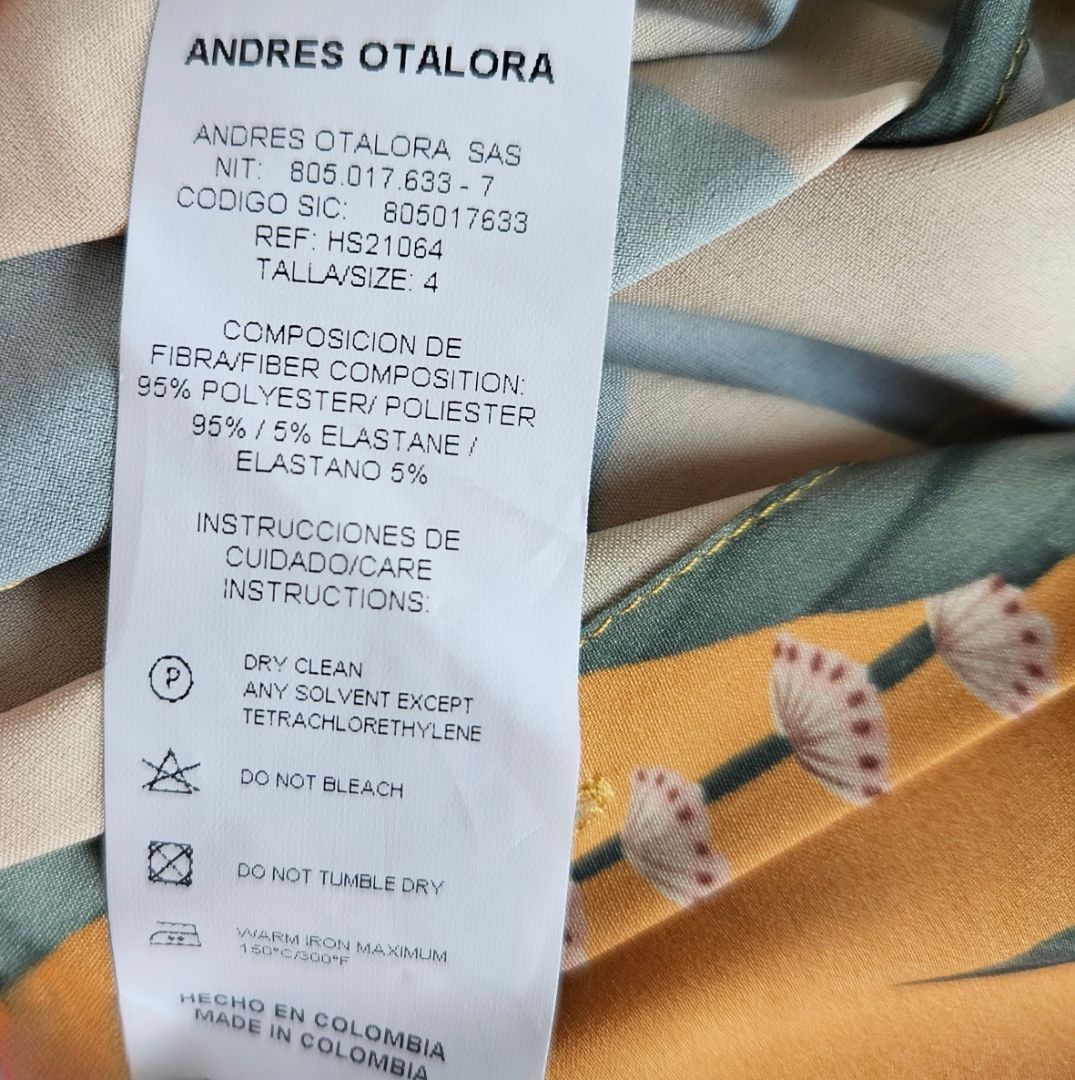 ANDRES OTALORA
ANDRES OTALORA SAS
NIT: 805.017.633 - 7
CODIGO SIC: 805017633
REF: HS21064
TALLA/SIZE: 4
COMPOSICION DE
FIBRA/FIBER COMPOSITION:
95% POLYESTER/ POLIESTER
95% / 5% ELASTANE /
ELASTANO 5%
INSTRUCCIONES DE
CUIDADO/CARE
INSTRUCTIONS:
P
DRY CLEAN
ANY SOLVENT EXCEPT
TETRACHLORETHYLENE
DO NOT BLEACH
DO NOT TUMBLE DRY
WARM IRON MAXIMUM
150°C/300°F
HECHO EN COLOMBIA
MADE IN COLOMBIA